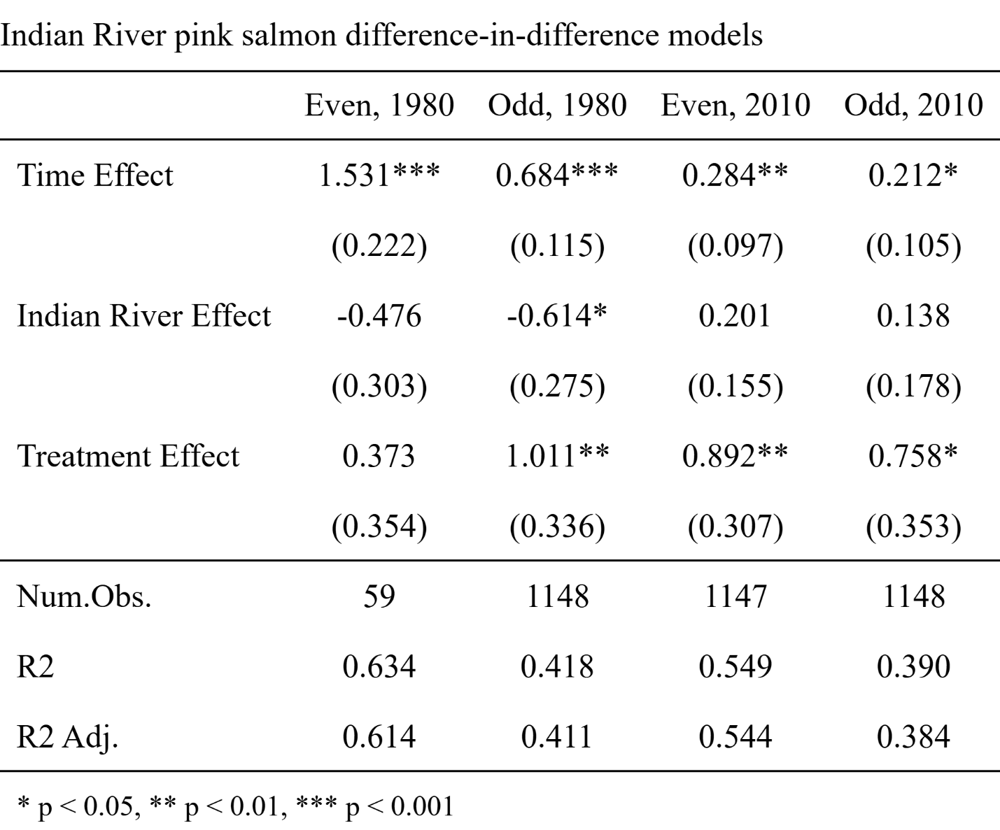 Indian River pink salmon difference-in-difference models
Even, 1980 Odd, 1980 Even, 2010 Odd, 2010
Time Effect 1.531*** 0.684*** 0.284** 0.212*
(0.222) (0.115) (0.097) (0.105)
Indian River Effect -0.476 -0.614* 0.201 0.138
(0.303) (0.275) (0.155) (0.178)
Treatment Effect 0.373 1.011** 0.892** 0.758*
(0.354) (0.336) (0.307) (0.353)
Num.Obs. 59 1148 1147 1148
R2 0.634 0.418 0.549 0.390
R2 Adj. 0.614 0.411 0.544 0.384
* p < 0.05, ** p < 0.01, *** p < 0.001